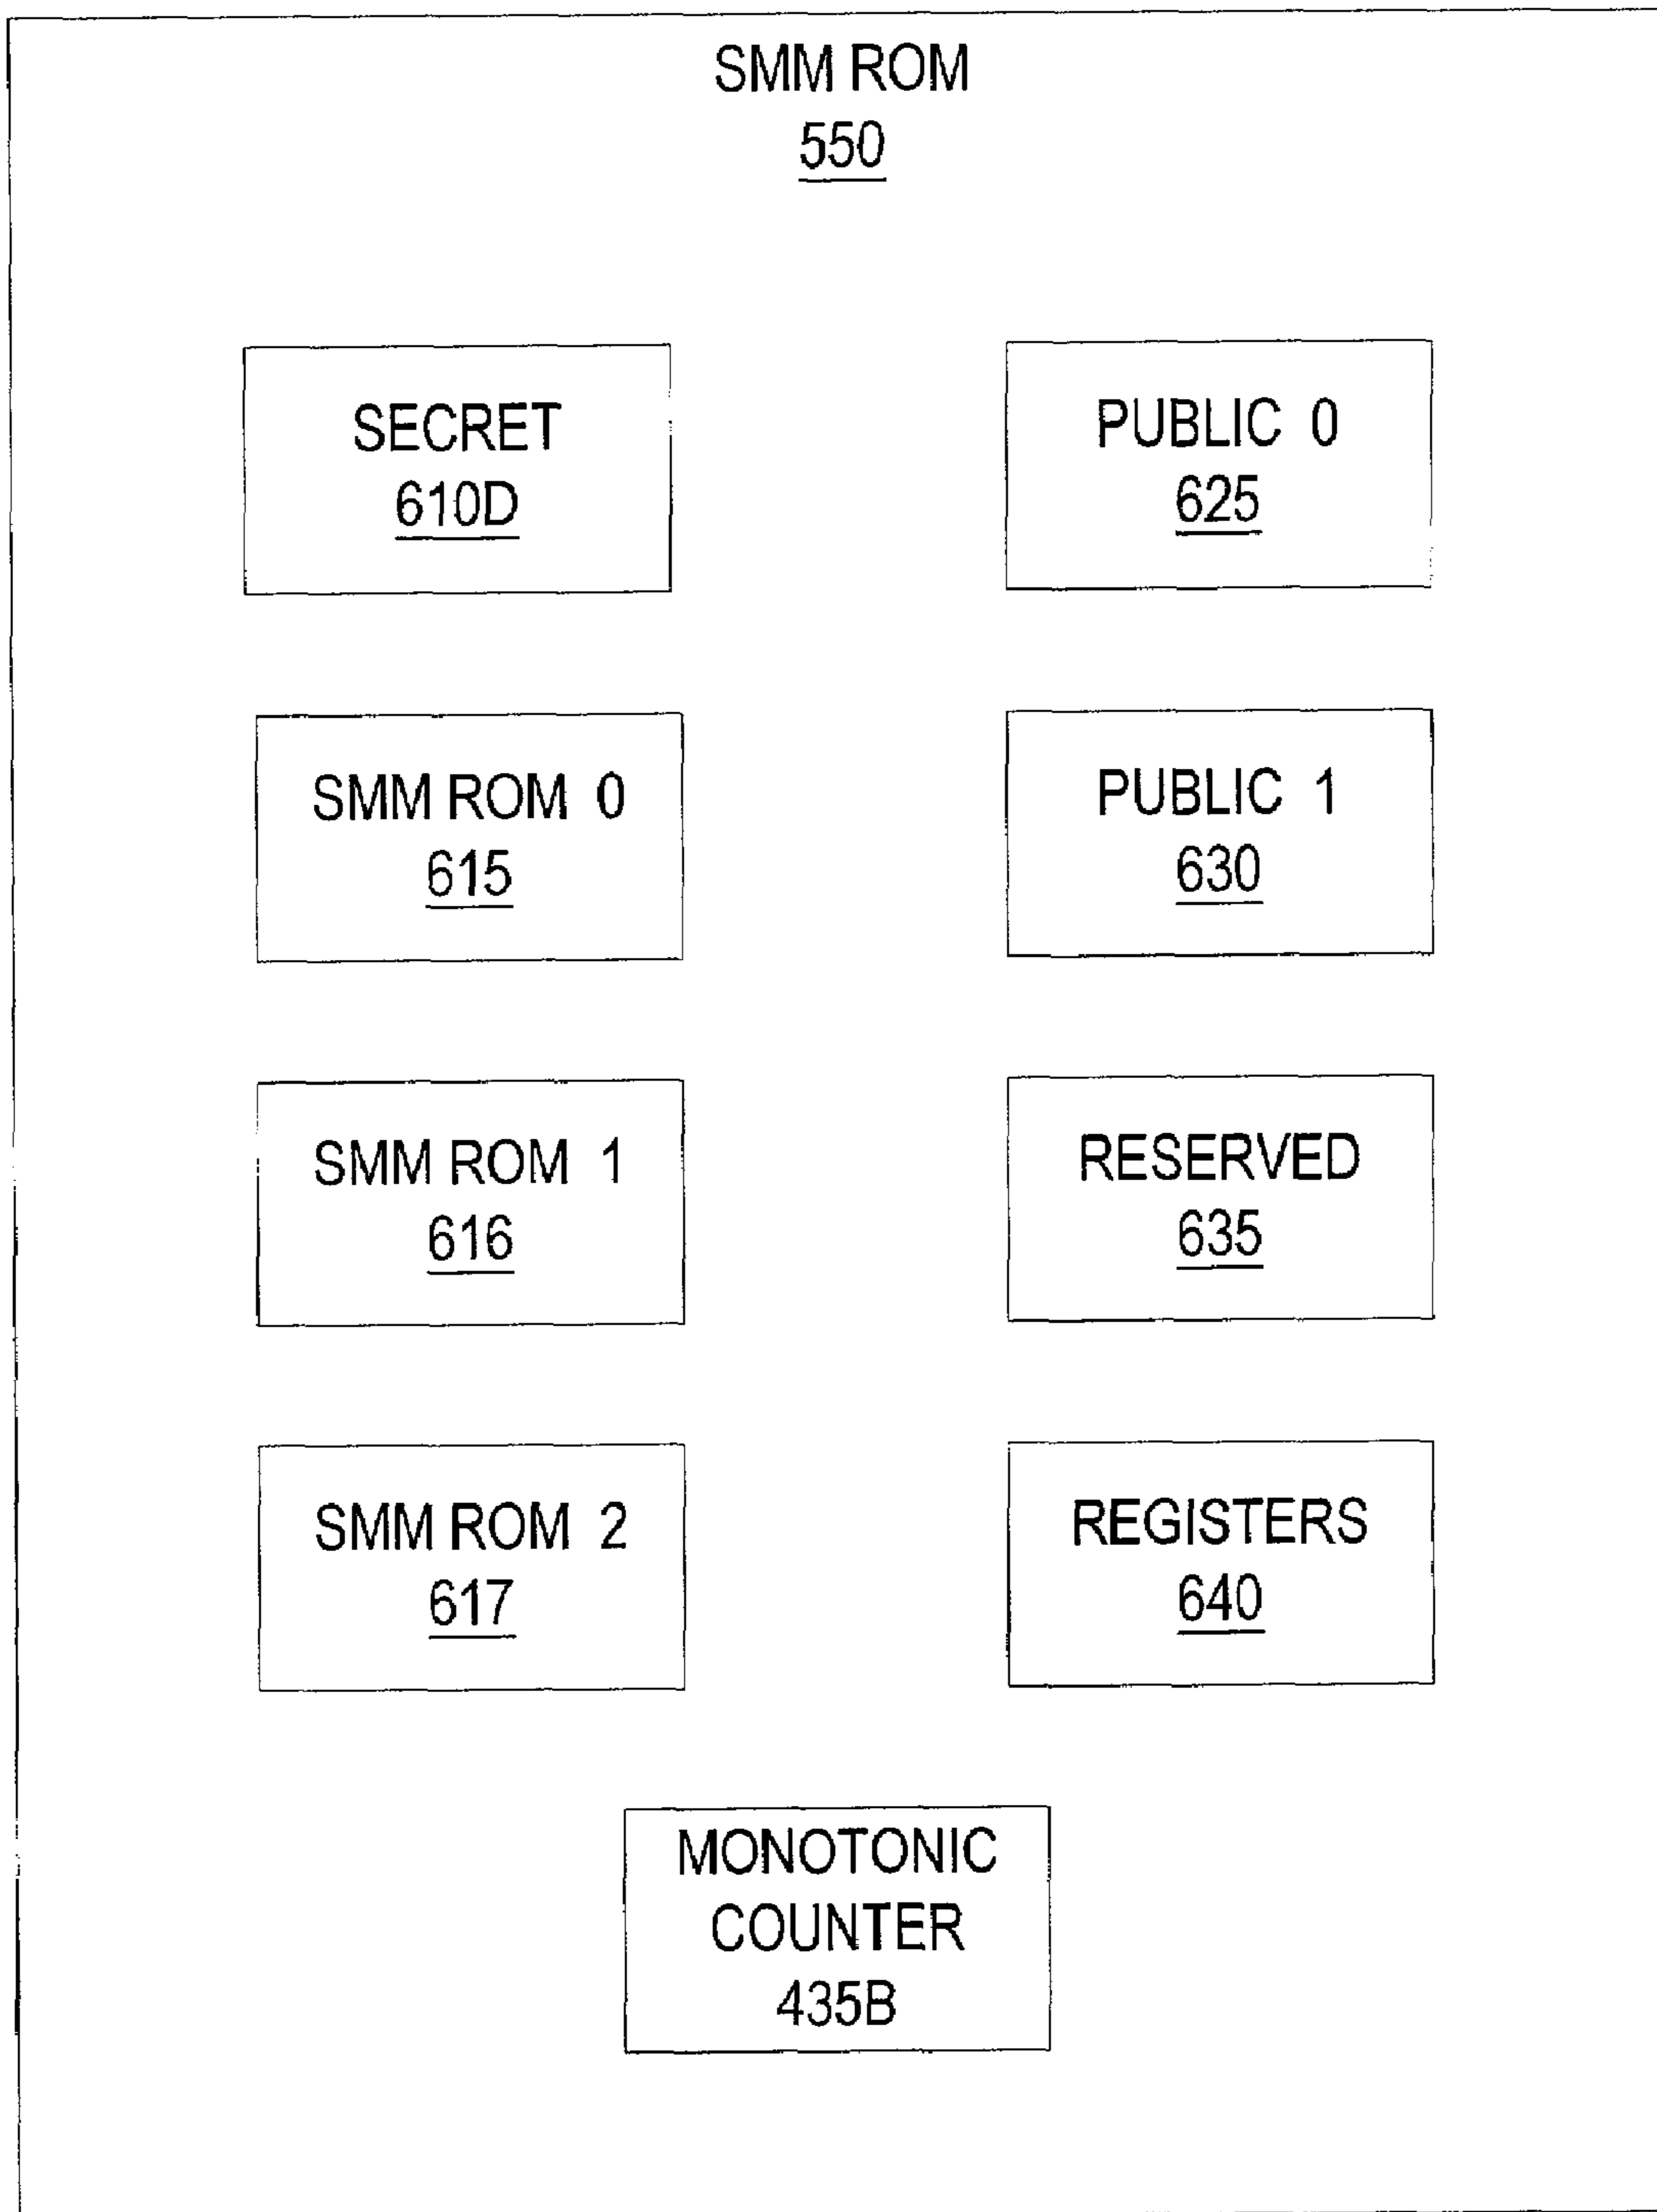 SMM ROM
550
SECRET
610D
PUBLIC 0
625
SMM ROM 0
615
PUBLIC 1
630
SMM ROM 1
616
RESERVED
635
SMM ROM 2
617
REGISTERS
640
MONOTONIC
COUNTER
435B